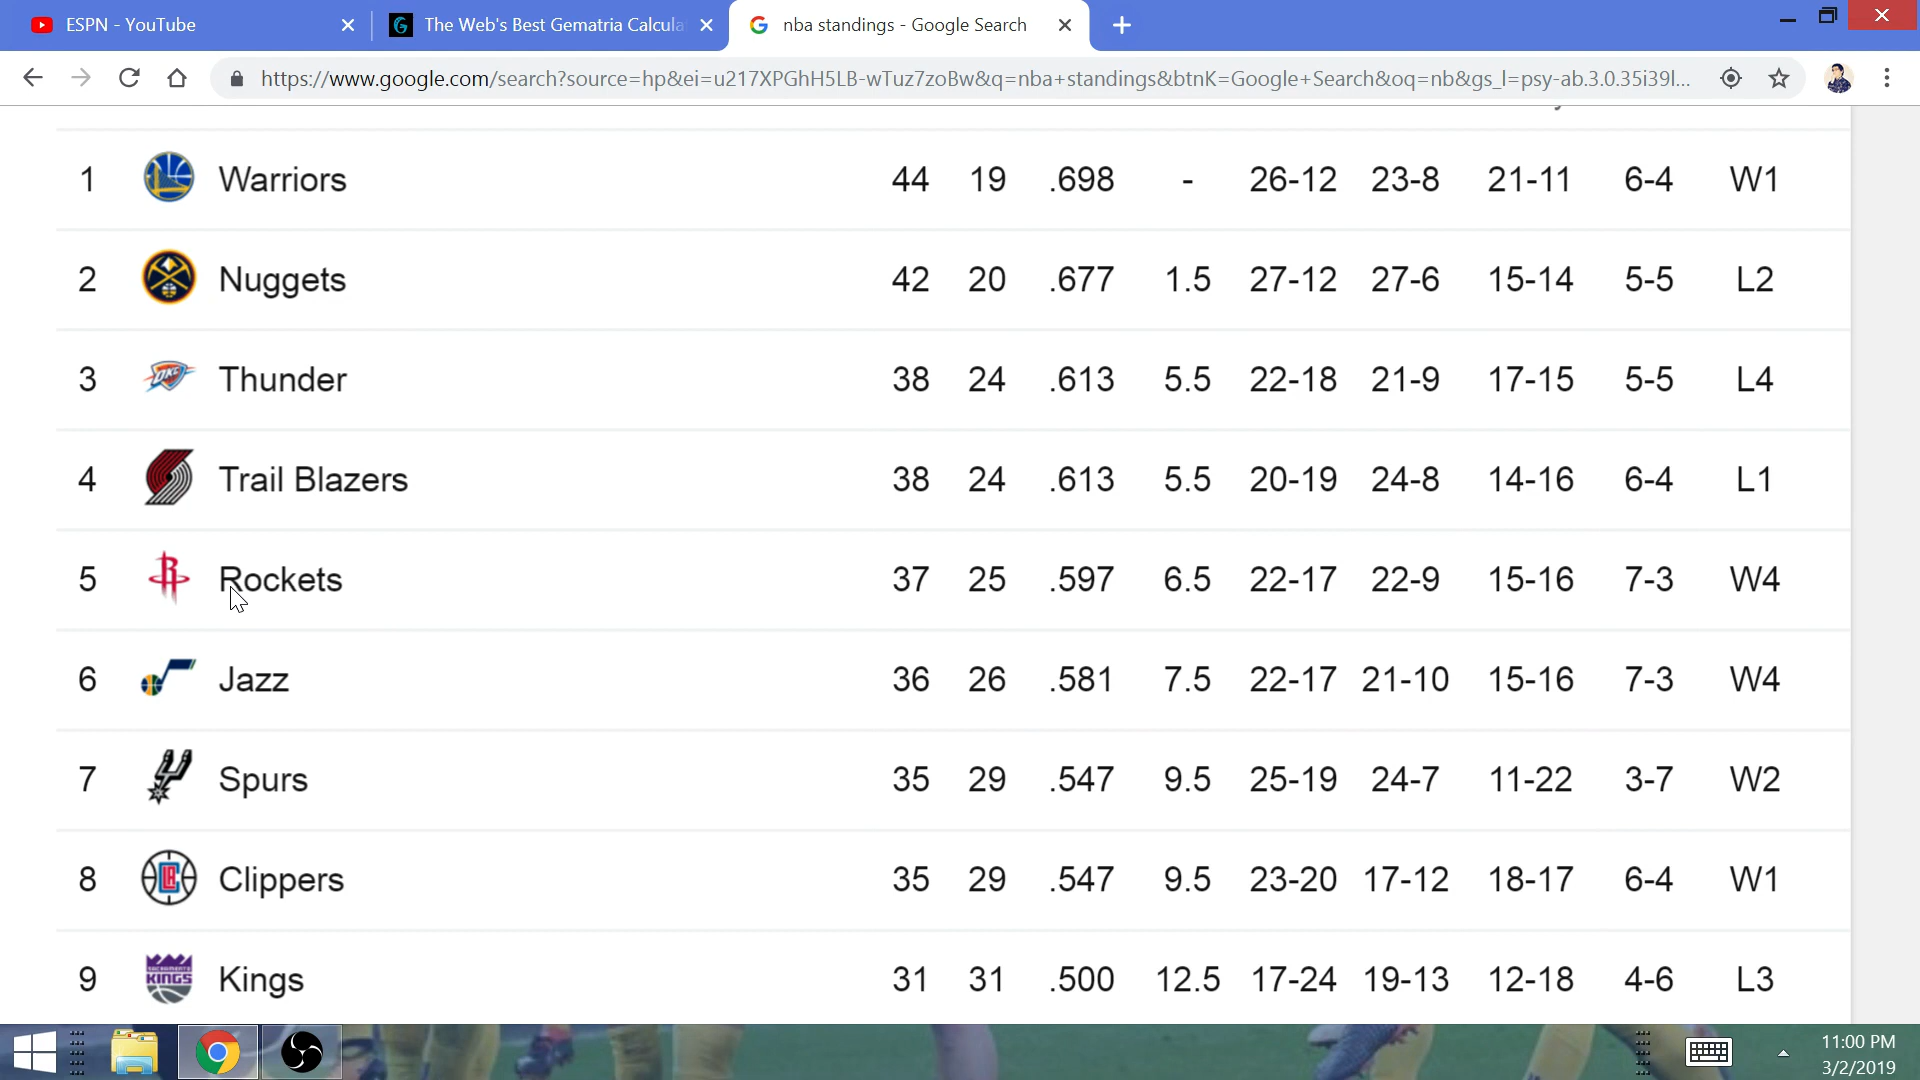 ESPN - YouTube
The Web's Best Gematria Calcula
nba standings - Google Search
https://www.google.com/search?source=hp&ei=u217XPGhH5LB-wTuz7zoBw&q=nba+standings&btnK=Google+Search&oq=nb&gs_l=psy-ab.3.0.35i39l...
1 Warriors 44 19 .698 - 26-12 23-8 21-11 6-4 W1
2 Nuggets 42 20 .677 1.5 27-12 27-6 15-14 5-5 L2
3 OKC Thunder 38 24 .613 5.5 22-18 21-9 17-15 5-5 L4
4 Trail Blazers 38 24 .613 5.5 20-19 24-8 14-16 6-4 L1
5 R Rockets 37 25 .597 6.5 22-17 22-9 15-16 7-3 W4
6 Jazz 36 26 .581 7.5 22-17 21-10 15-16 7-3 W4
7 Spurs 35 29 .547 9.5 25-19 24-7 11-22 3-7 W2
8 LAC Clippers 35 29 .547 9.5 23-20 17-12 18-17 6-4 W1
9 SACRAMENTO KINGS Kings 31 31 .500 12.5 17-24 19-13 12-18 4-6 L3
11:00 PM
3/2/2019